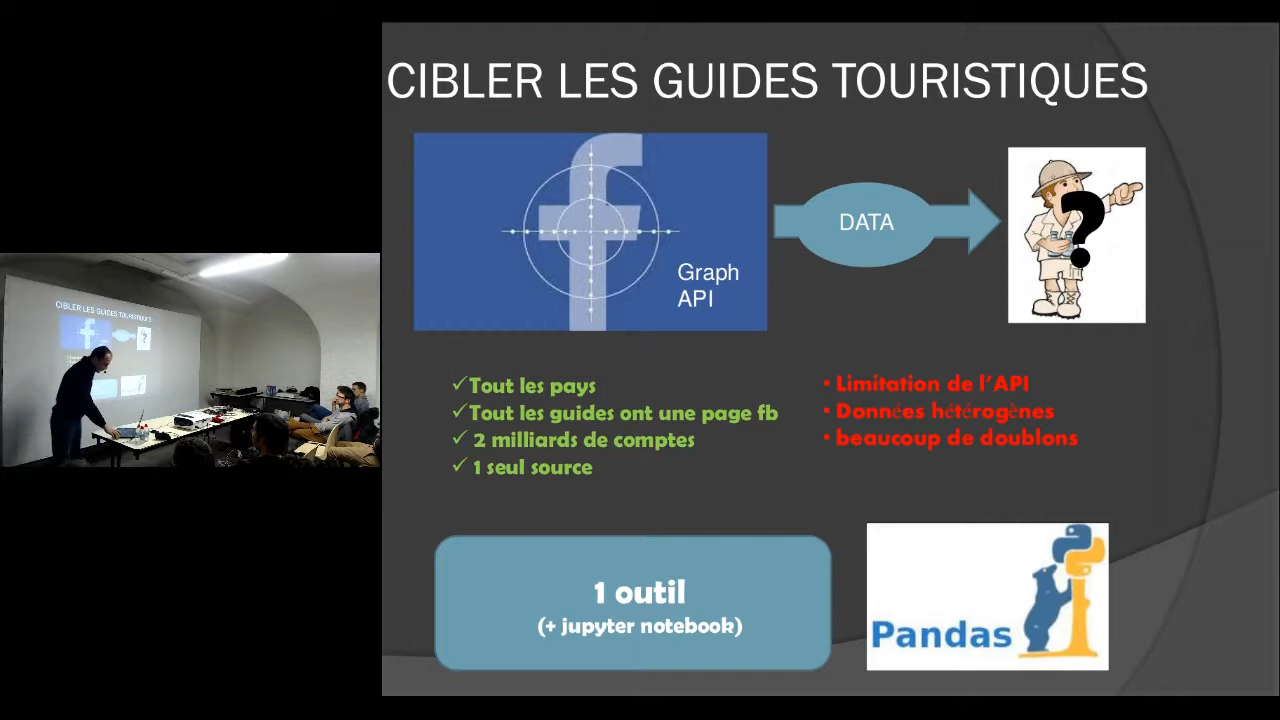 CIBLER LES GUIDES TOURISTIQUES
Graph
API
DATA
?
✓Tout les pays
✓Tout les guides ont une page fb
✓ 2 milliards de comptes
✓ 1 seul source
• Limitation de l'API
• Données hétérogènes
• beaucoup de doublons
1 outil
(+ jupyter notebook)
Pandas
CIBLER LES GUIDES TOURISTIQUES